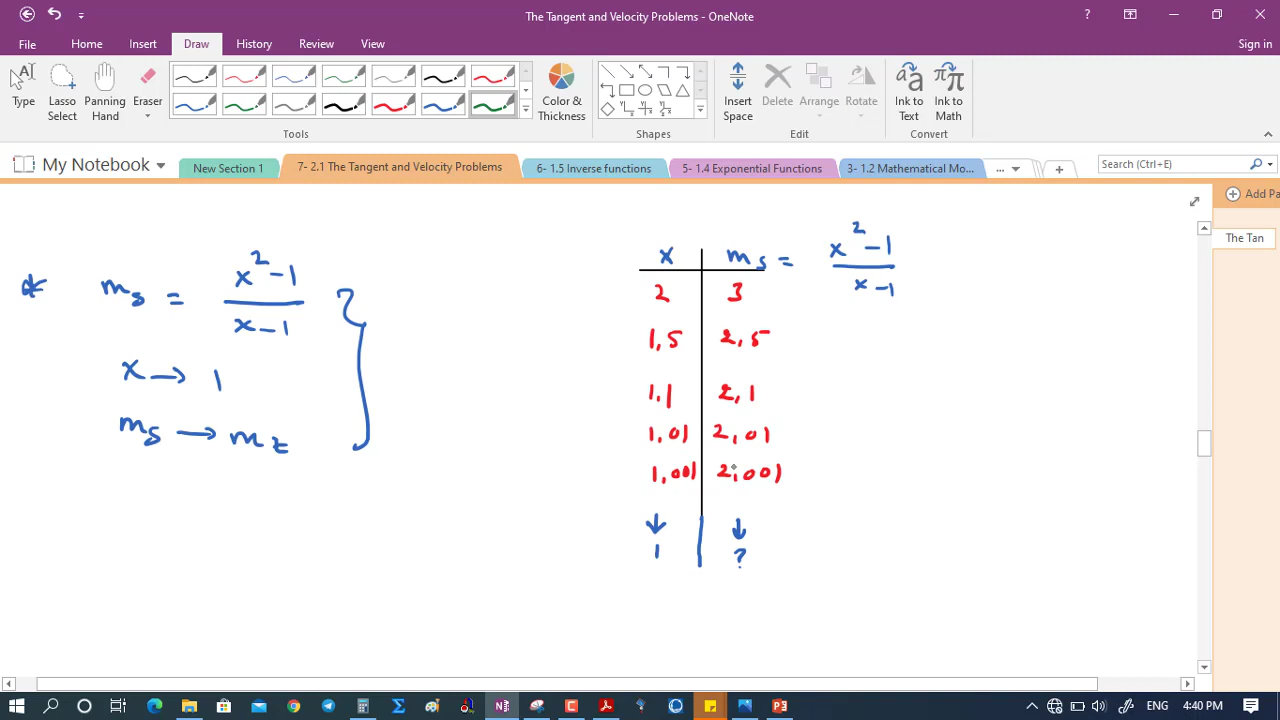 The Tangent and Velocity Problems - OneNote
File Home Insert Draw History Review View Sign in
Type Lasso Select Panning Hand Eraser Color & Thickness Insert Space Delete Arrange Rotate Ink to Text Ink to Math
Tools Shapes Edit Convert
My Notebook New Section 1 7- 2.1 The Tangent and Velocity Problems 6- 1.5 Inverse functions 5- 1.4 Exponential Functions 3- 1.2 Mathematical Mo... ... Search (Ctrl+E)
Add Pa
The Tan
* mₛ = (x² - 1)/(x - 1)
x → 1
mₛ → mₜ
x | mₛ = (x² - 1)/(x - 1)
2 | 3
1,5 | 2,5
1,1 | 2,1
1,01 | 2,01
1,001 | 2,001
↓ | ↓
1 | ?
ENG 4:40 PM